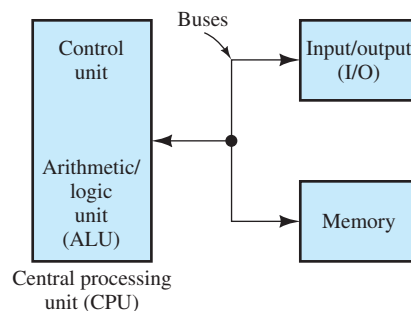 Buses
Control
unit
Arithmetic/
logic
unit
(ALU)
Central processing
unit (CPU)
Input/output
(I/O)
Memory